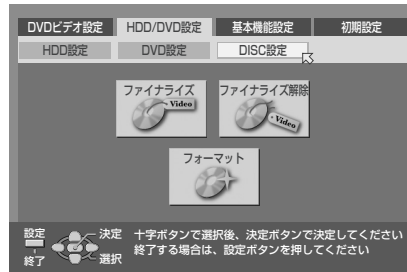 DVDビデオ設定 HDD/DVD設定 基本機能設定 初期設定
HDD設定 DVD設定 DISC設定
ファイナライズ ファイナライズ解除
Video Video
フォーマット
設定 決定 十字ボタンで選択後、決定ボタンで決定してください
終了 選択 終了する場合は、設定ボタンを押してください